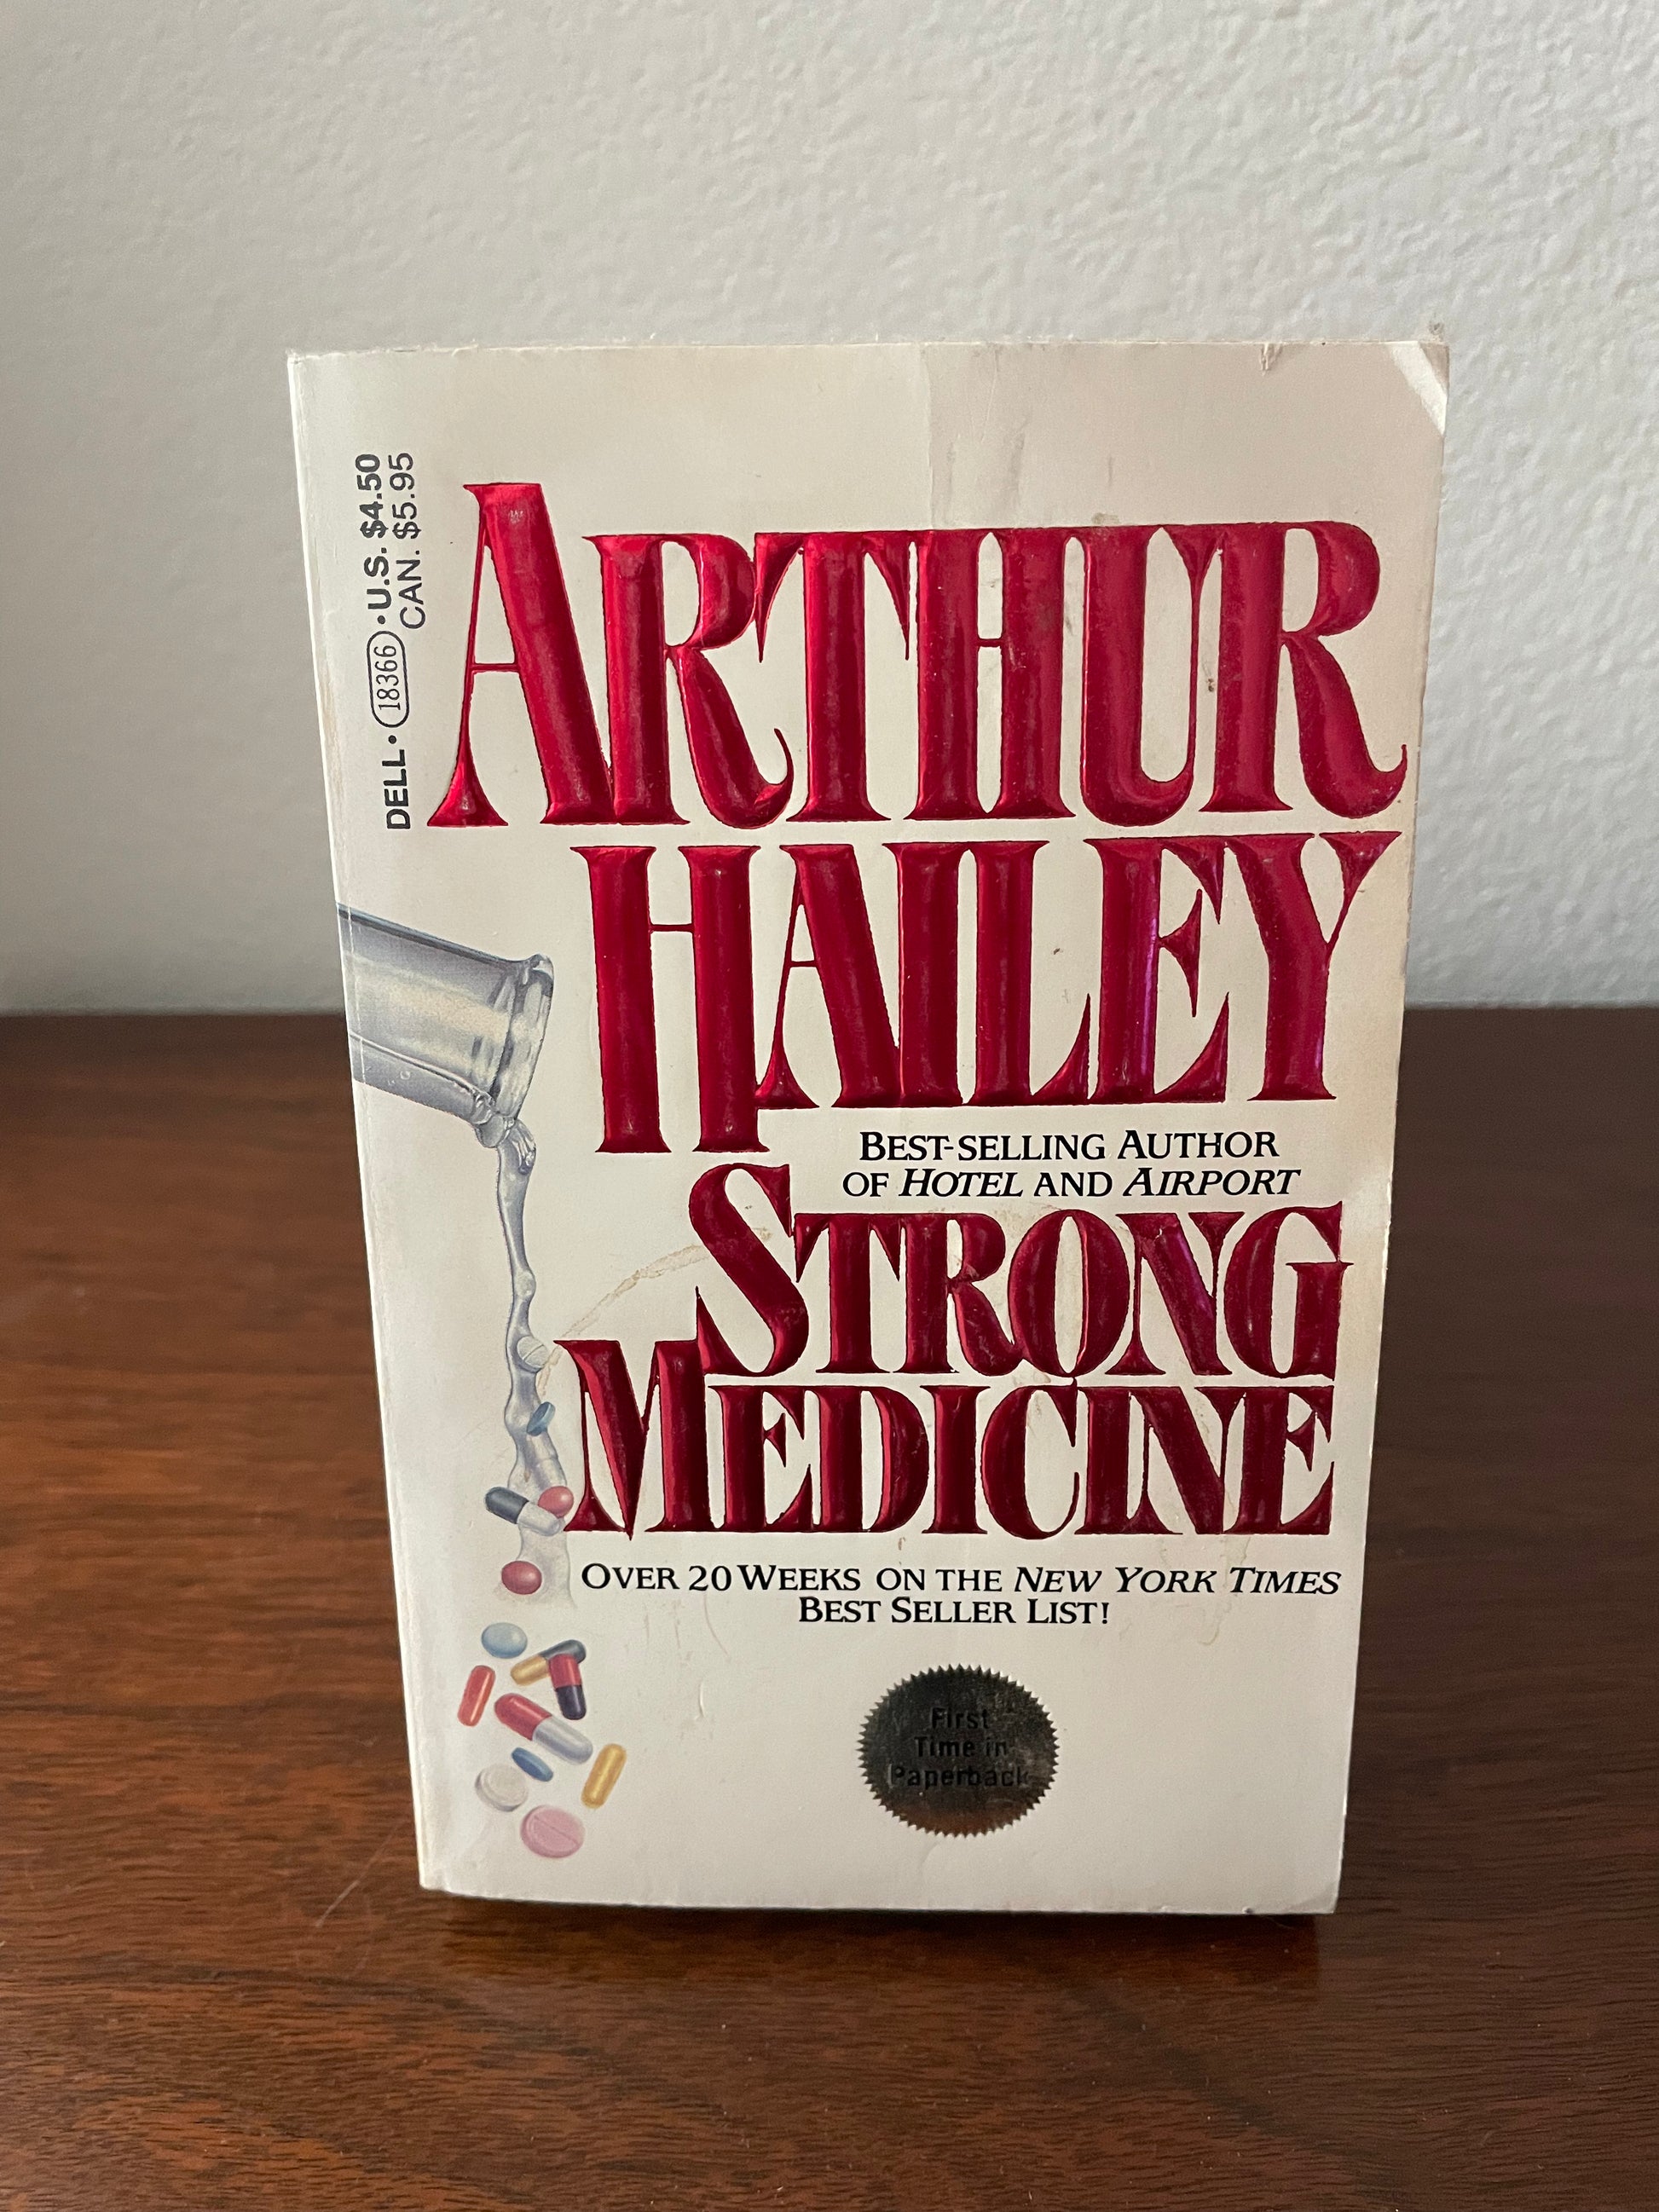 DELL • 18366 • U.S. $4.50
CAN. $5.95
ARTHUR
HAILEY
BEST-SELLING AUTHOR
OF HOTEL AND AIRPORT
STRONG
MEDICINE
OVER 20 WEEKS ON THE NEW YORK TIMES
BEST SELLER LIST!
First
Time in
Paperback